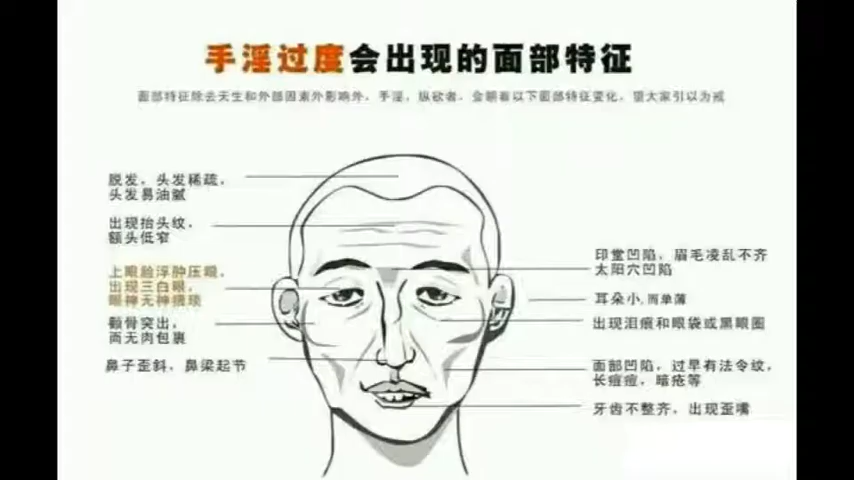 手淫过度会出现的面部特征
面部特征除去天生和外部因素外影响外，手淫，纵欲者，会朝着以下面部特征变化，望大家引以为戒
脱发，头发稀疏，
头发易油腻
出现抬头纹，
额头低窄
上眼睑浮肿压眼，
出现三白眼，
眼神无神猥琐
颧骨突出，
而无肉包裹
鼻子歪斜，鼻梁起节
印堂凹陷，眉毛凌乱不齐
太阳穴凹陷
耳朵小，而单薄
出现泪痕和眼袋或黑眼圈
面部凹陷，过早有法令纹，
长痘痘，暗疮等
牙齿不整齐，出现歪嘴